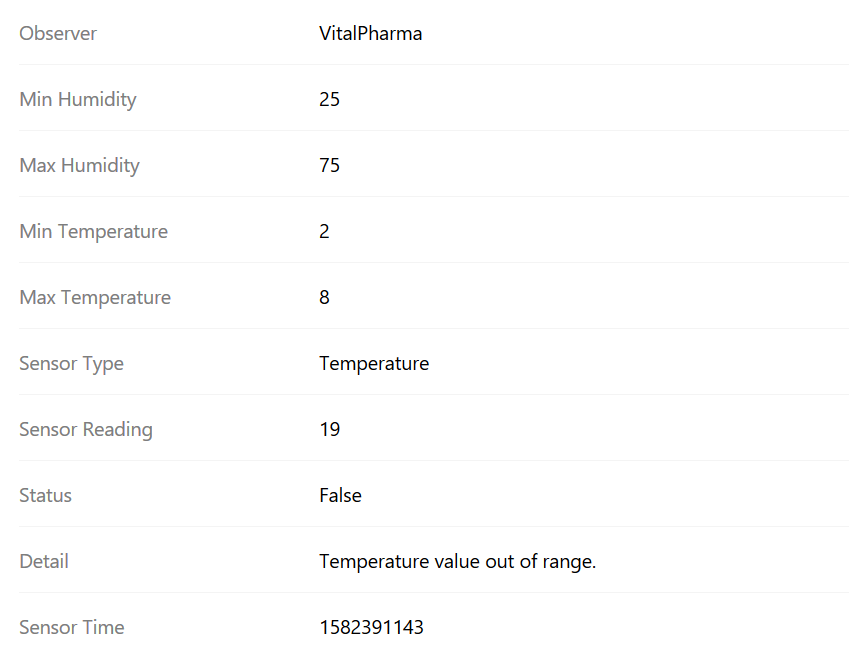 Observer VitalPharma
Min Humidity 25
Max Humidity 75
Min Temperature 2
Max Temperature 8
Sensor Type Temperature
Sensor Reading 19
Status False
Detail Temperature value out of range.
Sensor Time 1582391143